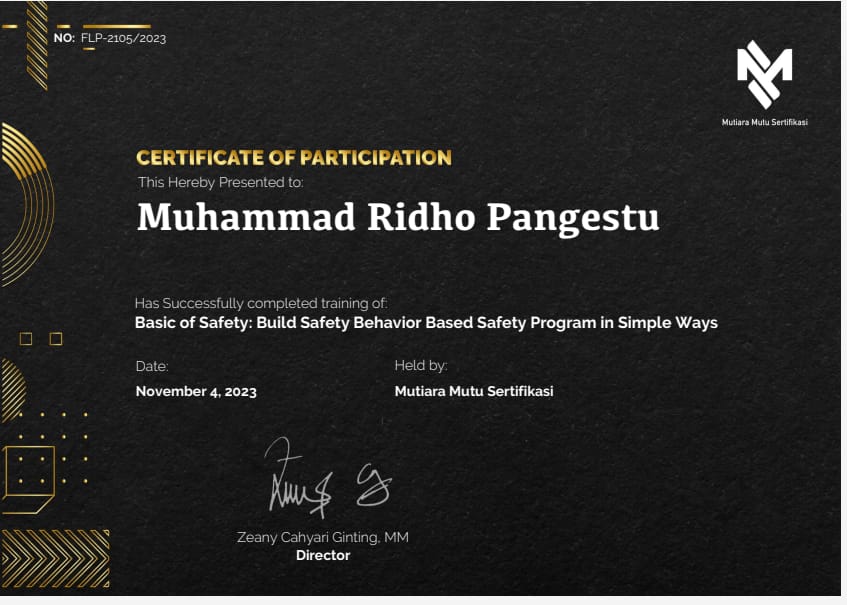 NO: FLP-2105/2023
Mutiara Mutu Sertifikasi
CERTIFICATE OF PARTICIPATION
This Hereby Presented to:
Muhammad Ridho Pangestu
Has Successfully completed training of:
Basic of Safety: Build Safety Behavior Based Safety Program in Simple Ways
Date:
November 4, 2023
Held by:
Mutiara Mutu Sertifikasi
Zeany Cahyari Ginting, MM
Director